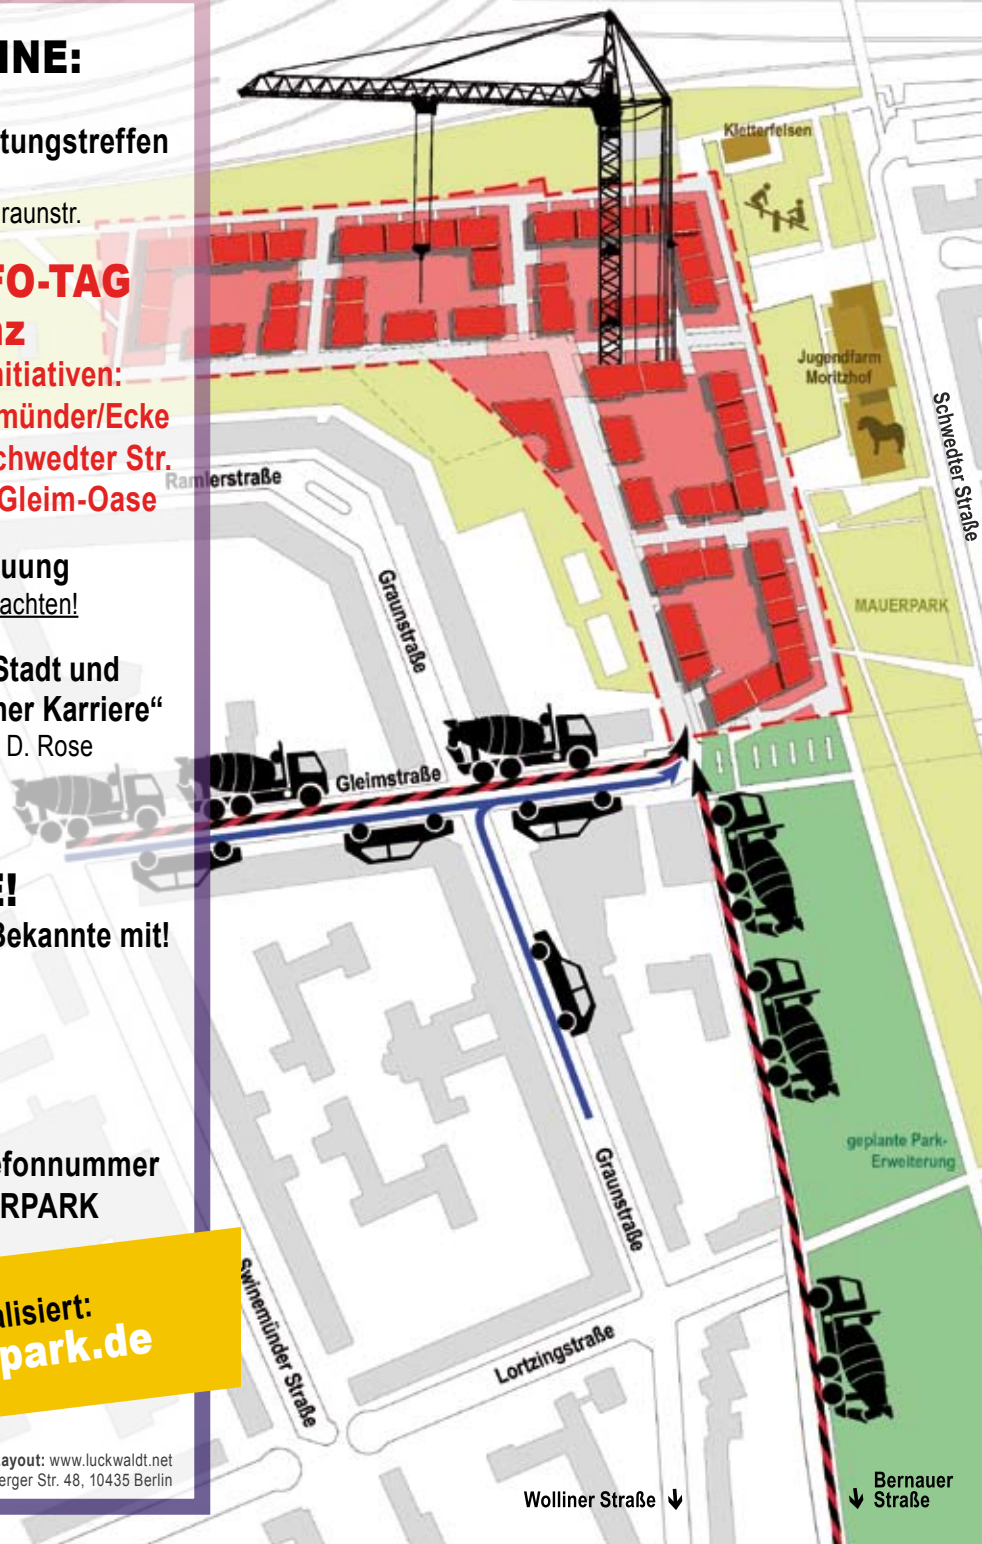 INE:
tungstreffen
raunstr.
FO-TAG
nz
nitiativen:
münder/Ecke
chwedter Str.
Gleim-Oase
uung
achten!
Stadt und
ner Karriere“
D. Rose
E!
Bekannte mit!
efonnummer
RPARK
alisiert:
park.de
ayout: www.luckwaldt.net
erger Str. 48, 10435 Berlin
Kletterfelsen
Jugendfarm
Moritzhof
Schwedter Straße
MAUERPARK
Ramlerstraße
Graunstraße
Gleimstraße
geplante Park-
Erweiterung
Graunstraße
Swinemünder Straße
Lortzingstraße
Wolliner Straße
Bernauer
Straße